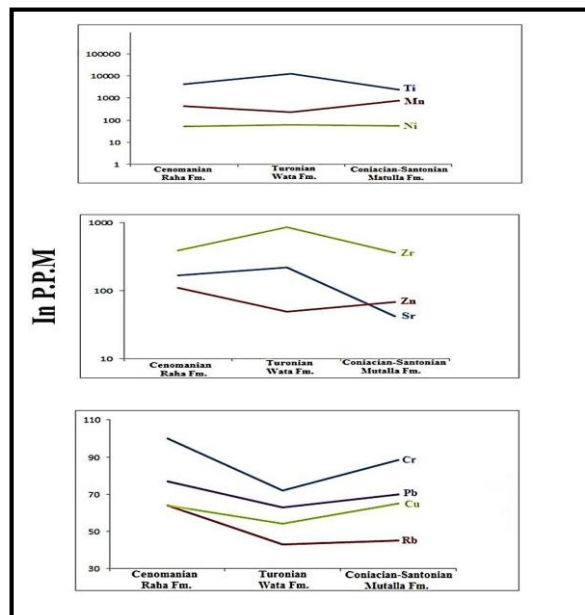 In P.P.M
100000
10000
1000
100
10
1
Ti
Mn
Ni
Cenomanian
Raha Fm.
Turonian
Wata Fm.
Coniacian-Santonian
Matulla Fm.
1000
100
10
Zr
Zn
Sr
Cenomanian
Raha Fm.
Turonian
Wata Fm.
Coniacian-Santonian
Mutalla Fm.
110
90
70
50
30
Cr
Pb
Cu
Rb
Cenomanian
Raha Fm.
Turonian
Wata Fm.
Coniacian-Santonian
Mutalla Fm.